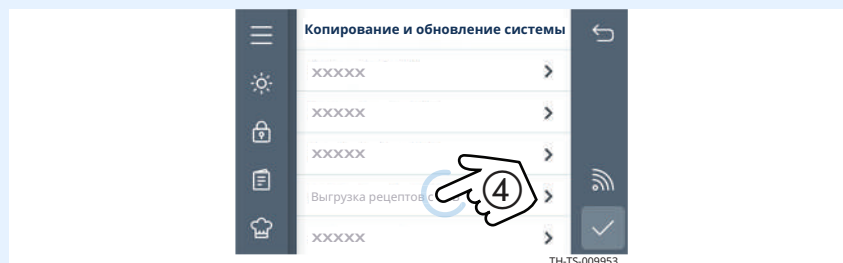 Копирование и обновление системы
xxxxx
xxxxx
xxxxx
Выгрузка рецептов с
4
xxxxx
TH-TS-009953